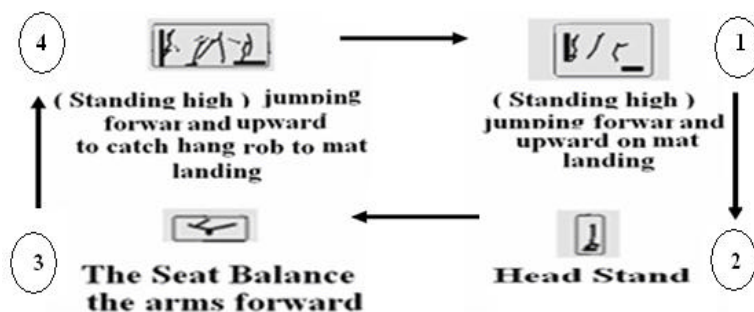 4
( Standing high ) jumping
forwar and upward
to catch hang rob to mat
landing
1
( Standing high )
jumping forwar and
upward on mat
landing
3
The Seat Balance
the arms forward
Head Stand
2